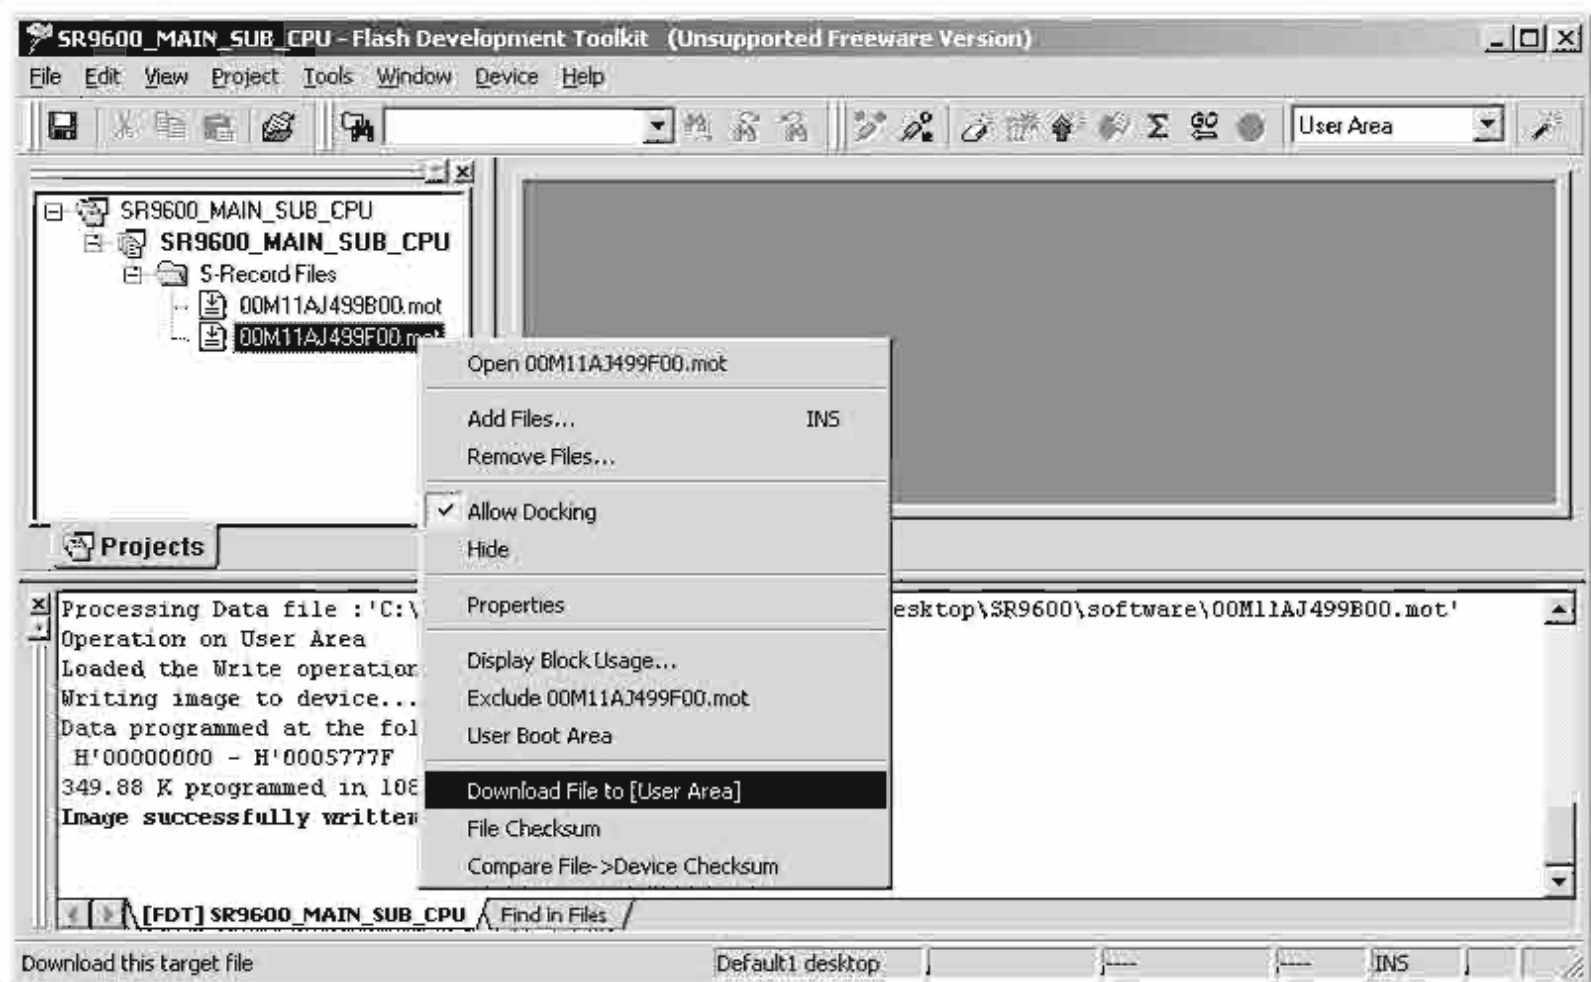 SR9600_MAIN_SUB_CPU - Flash Development Toolkit (Unsupported Freeware Version)
File Edit View Project Tools Window Device Help
GO
User Area
SR9600_MAIN_SUB_CPU
SR9600_MAIN_SUB_CPU
S-Record Files
00M11AJ499B00.mot
00M11AJ499F00.mot
Open 00M11AJ499F00.mot
Add Files... INS
Remove Files...
Allow Docking
Hide
Properties
Display Block Usage...
Exclude 00M11AJ499F00.mot
User Boot Area
Download File to [User Area]
File Checksum
Compare File->Device Checksum
Projects
Processing Data file :'C:\ esktop\SR9600\software\00M11AJ499B00.mot'
Operation on User Area
Loaded the Write operation
Writing image to device...
Data programmed at the fol
H'00000000 - H'0005777F
349.88 K programmed in 108
Image successfully written
[FDT] SR9600_MAIN_SUB_CPU Find in Files
Download this target file Default1 desktop INS